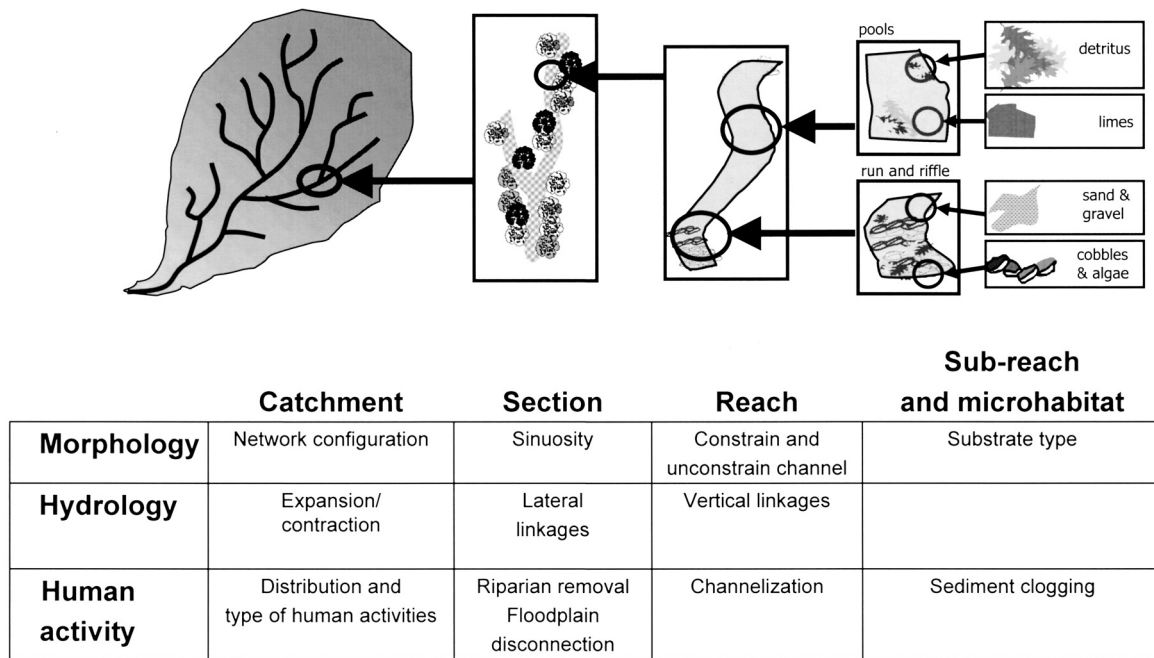 pools
detritus
limes
run and riffle
sand &
gravel
cobbles
& algae
Catchment
Section
Reach
Sub-reach
and microhabitat
Morphology
Network configuration
Sinuosity
Constrain and
unconstrain channel
Substrate type
Hydrology
Expansion/
contraction
Lateral
linkages
Vertical linkages
Human
activity
Distribution and
type of human activities
Riparian removal
Floodplain
disconnection
Channelization
Sediment clogging